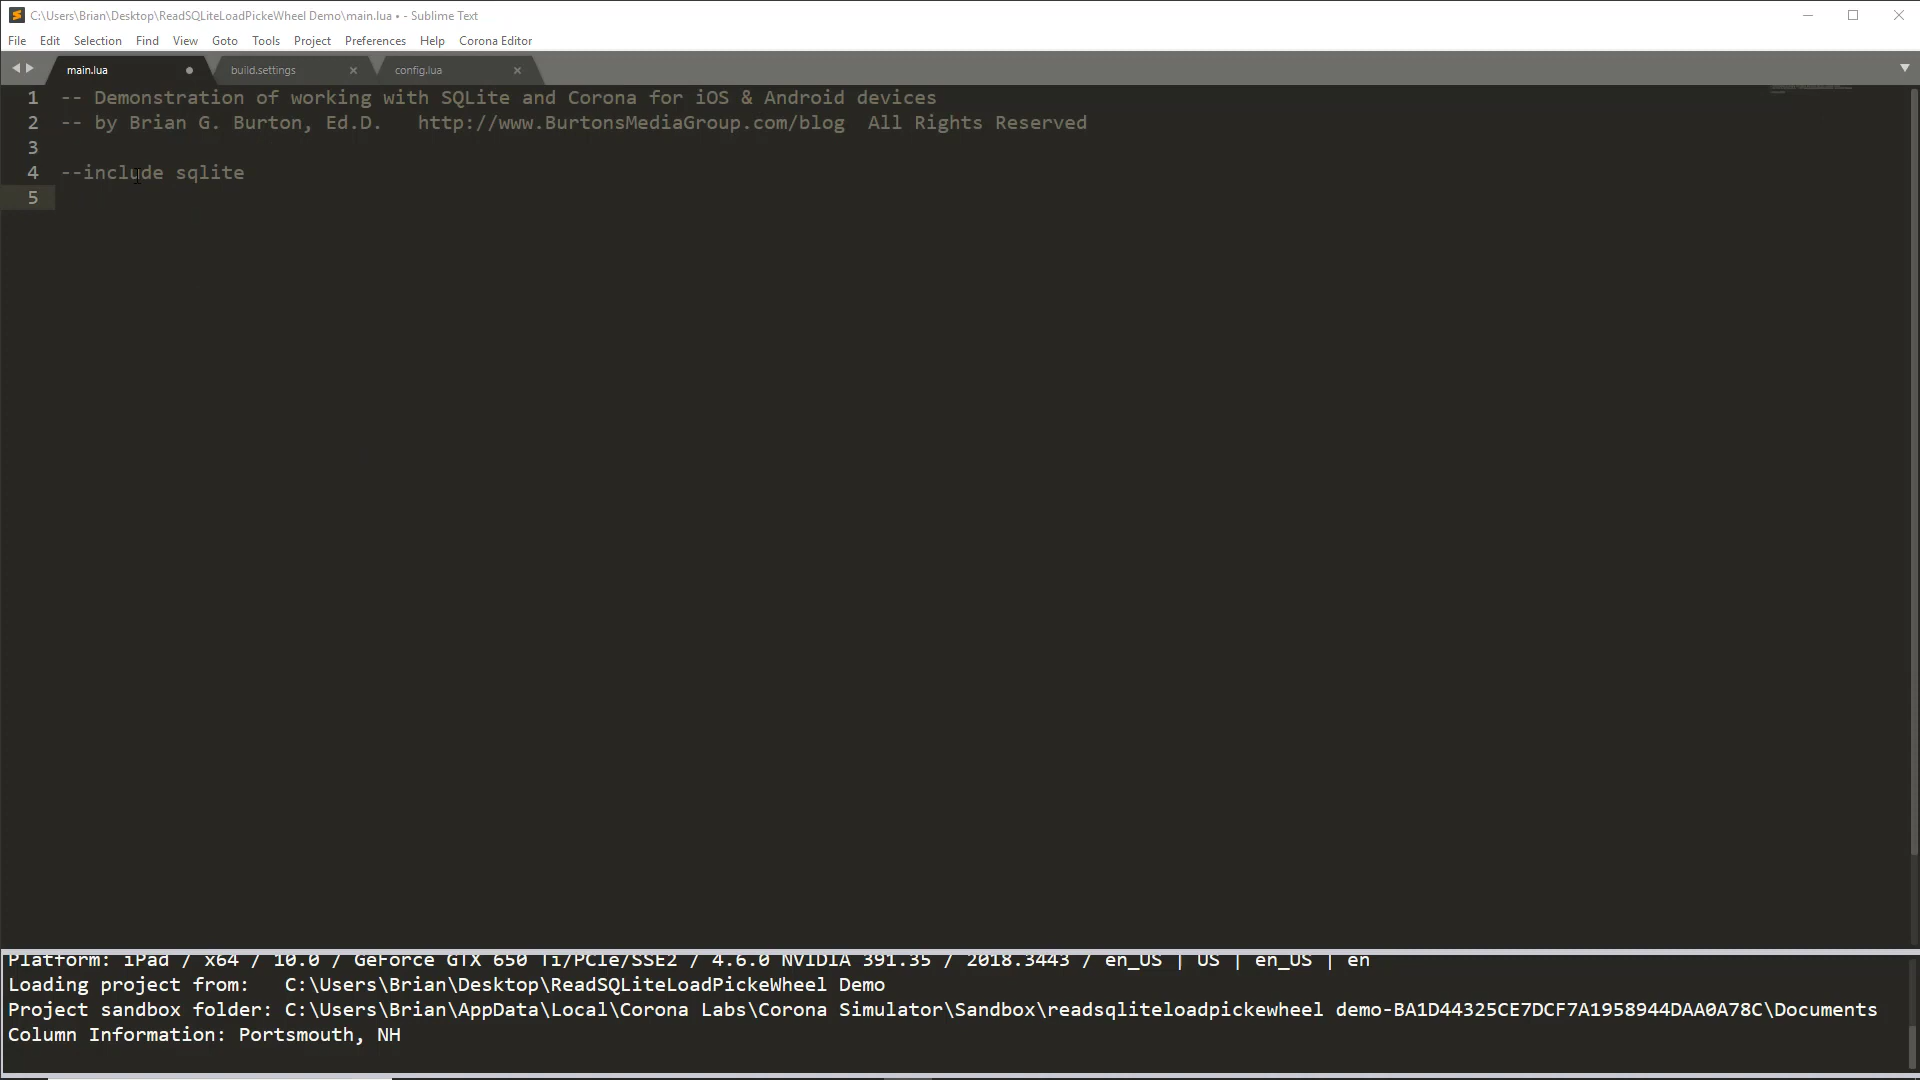 C:\Users\Brian\Desktop\ReadSQLiteLoadPickeWheel Demo\main.lua • - Sublime Text
File Edit Selection Find View Goto Tools Project Preferences Help Corona Editor
main.lua build.settings config.lua
1 -- Demonstration of working with SQLite and Corona for iOS & Android devices
2 -- by Brian G. Burton, Ed.D. http://www.BurtonsMediaGroup.com/blog All Rights Reserved
3
4 --include sqlite
5
Platform: iPad / x64 / 10.0 / GeForce GTX 650 Ti/PCIe/SSE2 / 4.6.0 NVIDIA 391.35 / 2018.3443 / en_US | US | en_US | en
Loading project from: C:\Users\Brian\Desktop\ReadSQLiteLoadPickeWheel Demo
Project sandbox folder: C:\Users\Brian\AppData\Local\Corona Labs\Corona Simulator\Sandbox\readsqliteloadpickewheel demo-BA1D44325CE7DCF7A1958944DAA0A78C\Documents
Column Information: Portsmouth, NH